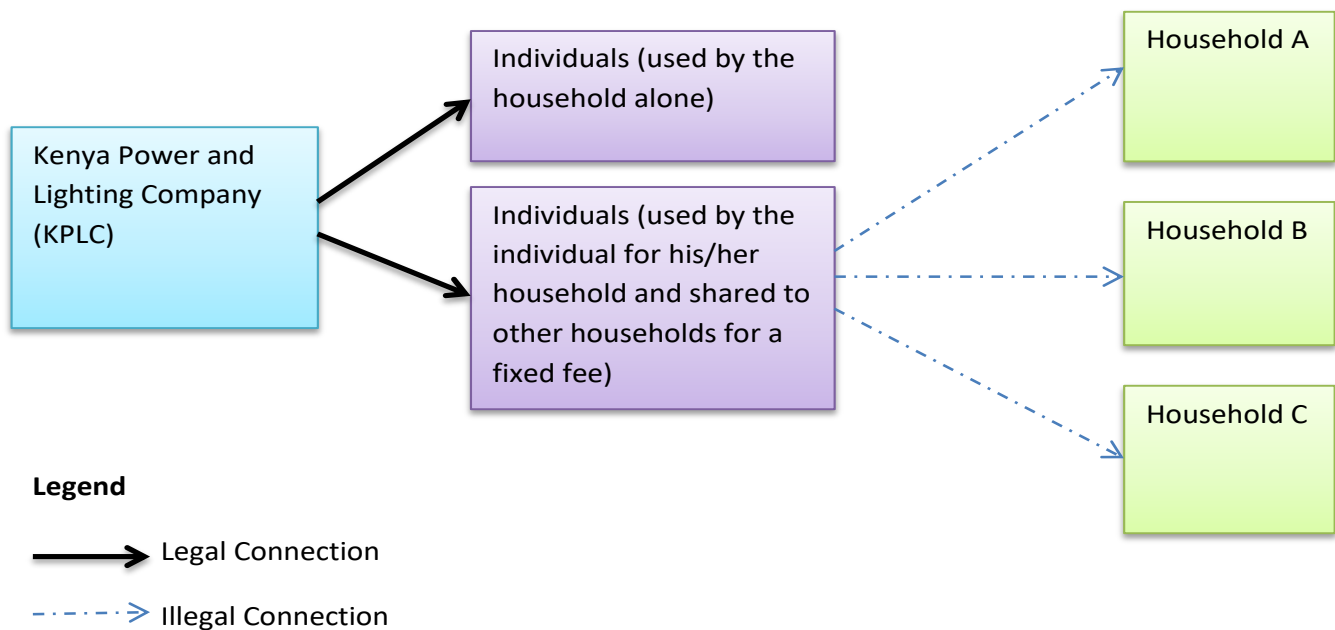 Kenya Power and
Lighting Company
(KPLC)
Individuals (used by the
household alone)
Individuals (used by the
individual for his/her
household and shared to
other households for a
fixed fee)
Household A
Household B
Household C
Legend
Legal Connection
Illegal Connection